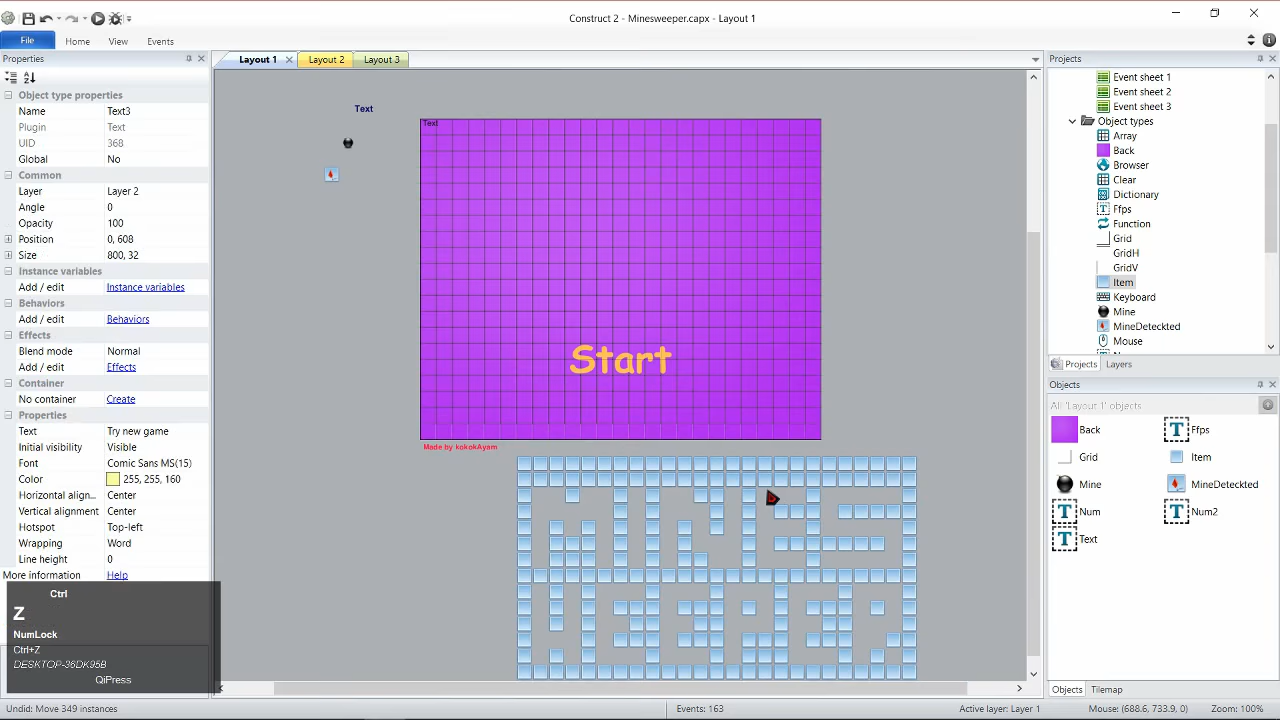 Construct 2 - Minesweeper.capx - Layout 1
File
Home
View
Events
Properties
Object type properties
Name Text3
Plugin Text
UID 368
Global No
Common
Layer Layer 2
Angle 0
Opacity 100
Position 0, 608
Size 800, 32
Instance variables
Add / edit Instance variables
Behaviors
Add / edit Behaviors
Effects
Blend mode Normal
Add / edit Effects
Container
No container Create
Properties
Text Try new game
Initial visibility Visible
Font Comic Sans MS(15)
Color 255, 255, 160
Horizontal align... Center
Vertical alignment Center
Hotspot Top-left
Wrapping Word
Line height 0
More information Help
Ctrl
Z
NumLock
Ctrl+Z
DESKTOP-36DK95B
QiPress
Layout 1
Layout 2
Layout 3
Text
Text
Start
Made by kokokAyam
Projects
Event sheet 1
Event sheet 2
Event sheet 3
Object types
Array
Back
Browser
Clear
Dictionary
Ffps
Function
Grid
GridH
GridV
Item
Keyboard
Mine
MineDeteckted
Mouse
Projects
Layers
Objects
All 'Layout 1' objects
Back
Ffps
Grid
Item
Mine
MineDeteckted
Num
Num2
Text
Objects
Tilemap
Undid: Move 349 instances
Events: 163
Active layer: Layer 1
Mouse: (688.6, 733.9, 0)
Zoom: 100%